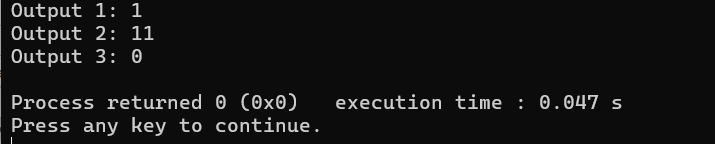 Output 1: 1
Output 2: 11
Output 3: 0
Process returned 0 (0x0)   execution time : 0.047 s
Press any key to continue.